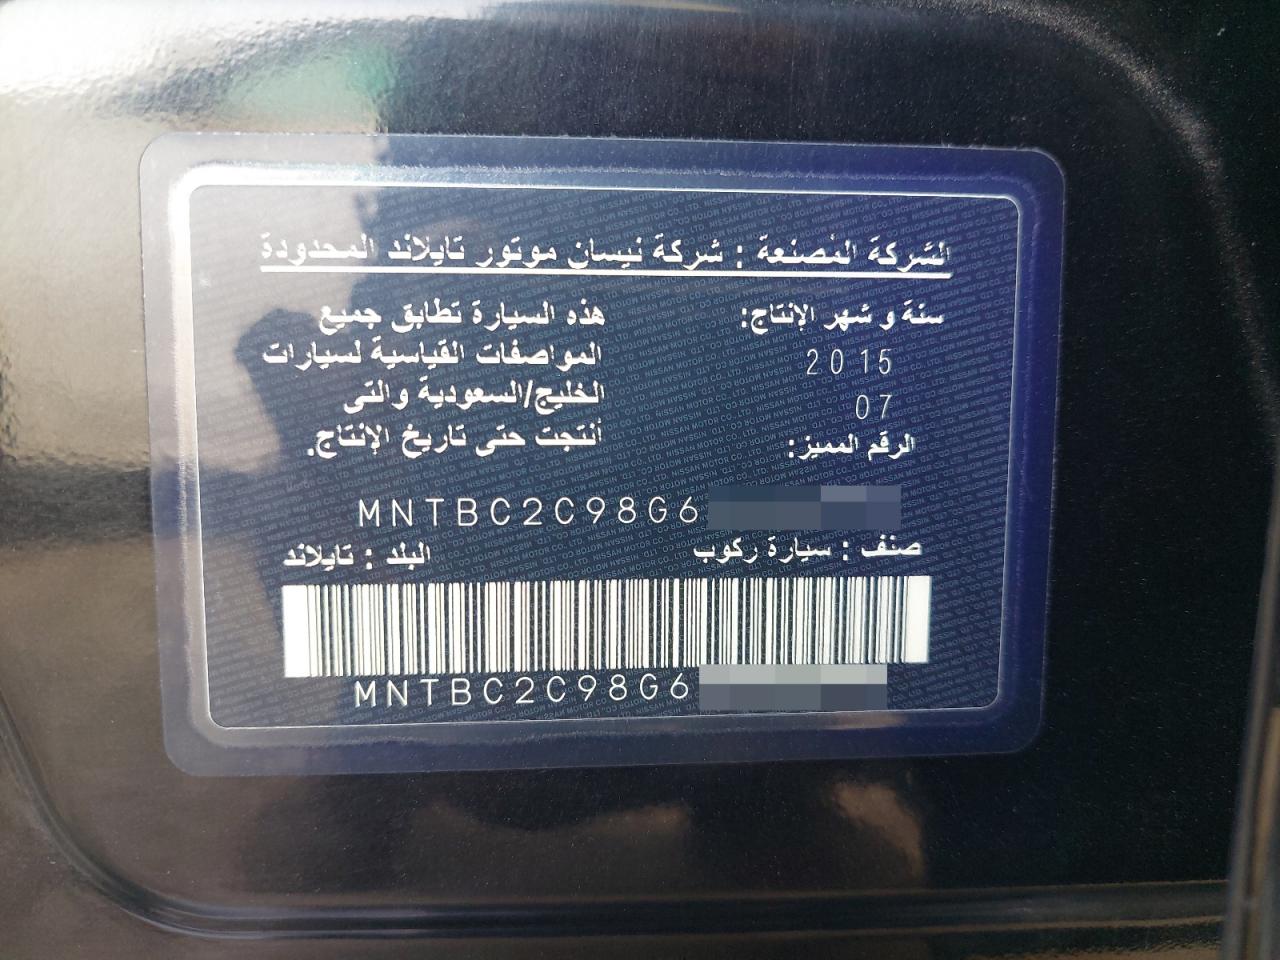 الشركة المصنعة : شركة نيسان موتور تايلاند المحدودة
سنة و شهر الإنتاج:
2015
07
الرقم المميز:
هذه السيارة تطابق جميع
المواصفات القياسية لسيارات
الخليج/السعودية والتى
أنتجت حتى تاريخ الإنتاج.
MNTBC2C98G6
صنف : سيارة ركوب
البلد : تايلاند
MNTBC2C98G6